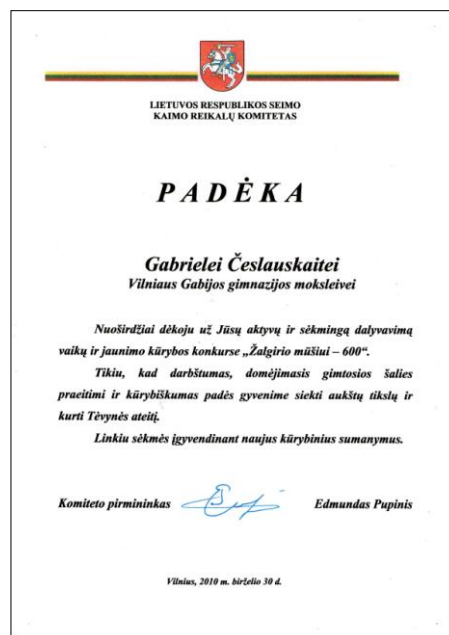 LIETUVOS RESPUBLIKOS SEIMO
KAIMO REIKALŲ KOMITETAS
PADĖKA
Gabrielei Česlauskaitei
Vilniaus Gabijos gimnazijos moksleivei
Nuoširdžiai dėkoju už Jūsų aktyvų ir sėkmingą dalyvavimą
vaikų ir jaunimo kūrybos konkurse „Žalgirio mūšiui – 600“.
Tikiu, kad darbštumas, domėjimasis gimtosios šalies
praeitimi ir kūrybiškumas padės gyvenime siekti aukštų tikslų ir
kurti Tėvynės ateitį.
Linkiu sėkmės įgyvendinant naujus kūrybinius sumanymus.
Komiteto pirmininkas Edmundas Pupinis
Vilnius, 2010 m. birželio 30 d.